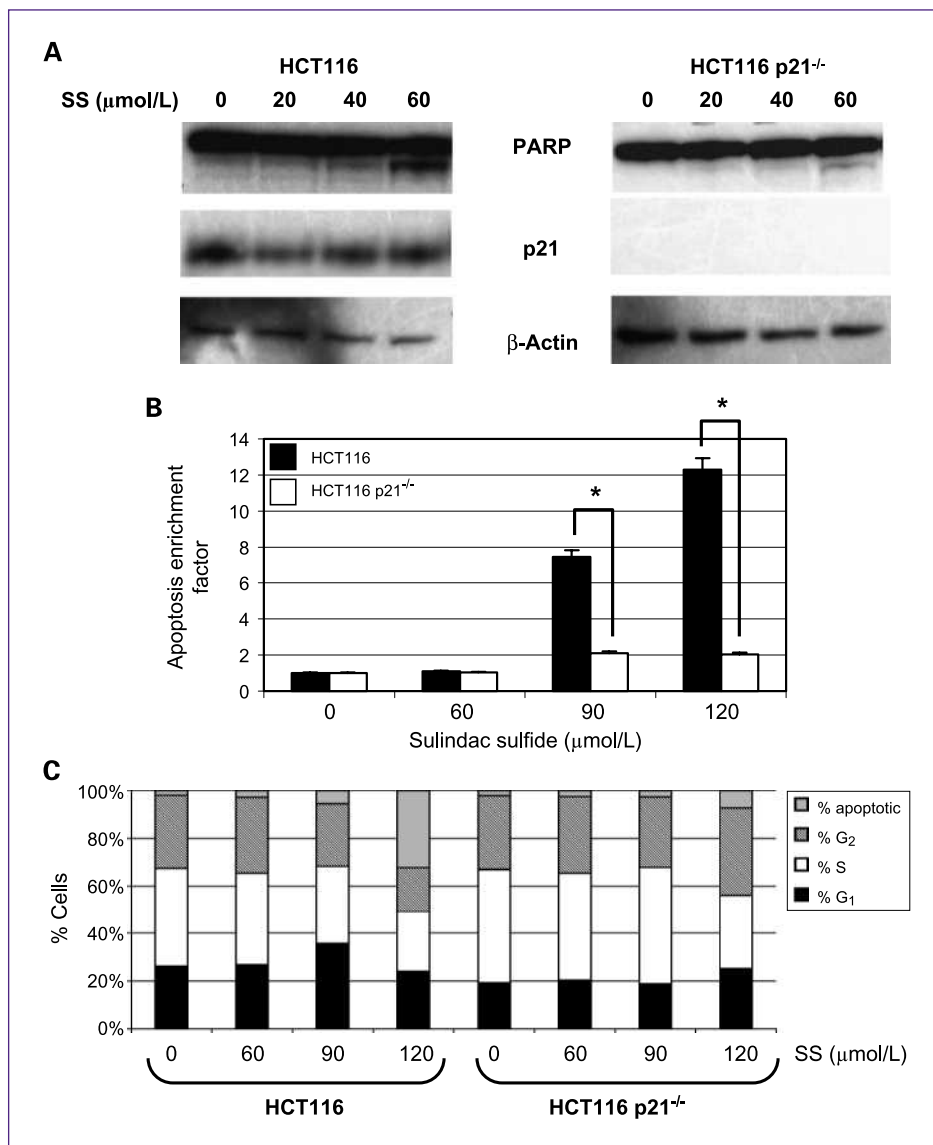 A
HCT116
HCT116 p21-/-
SS (μmol/L) 0 20 40 60
0 20 40 60
PARP
p21
β-Actin
B
Apoptosis enrichment
factor
14
12
10
8
6
4
2
0
HCT116
HCT116 p21-/-
*
*
0 60 90 120
Sulindac sulfide (μmol/L)
C
% Cells
100%
80%
60%
40%
20%
0%
% apoptotic
% G2
% S
% G1
0 60 90 120 0 60 90 120 SS (μmol/L)
HCT116 HCT116 p21-/-